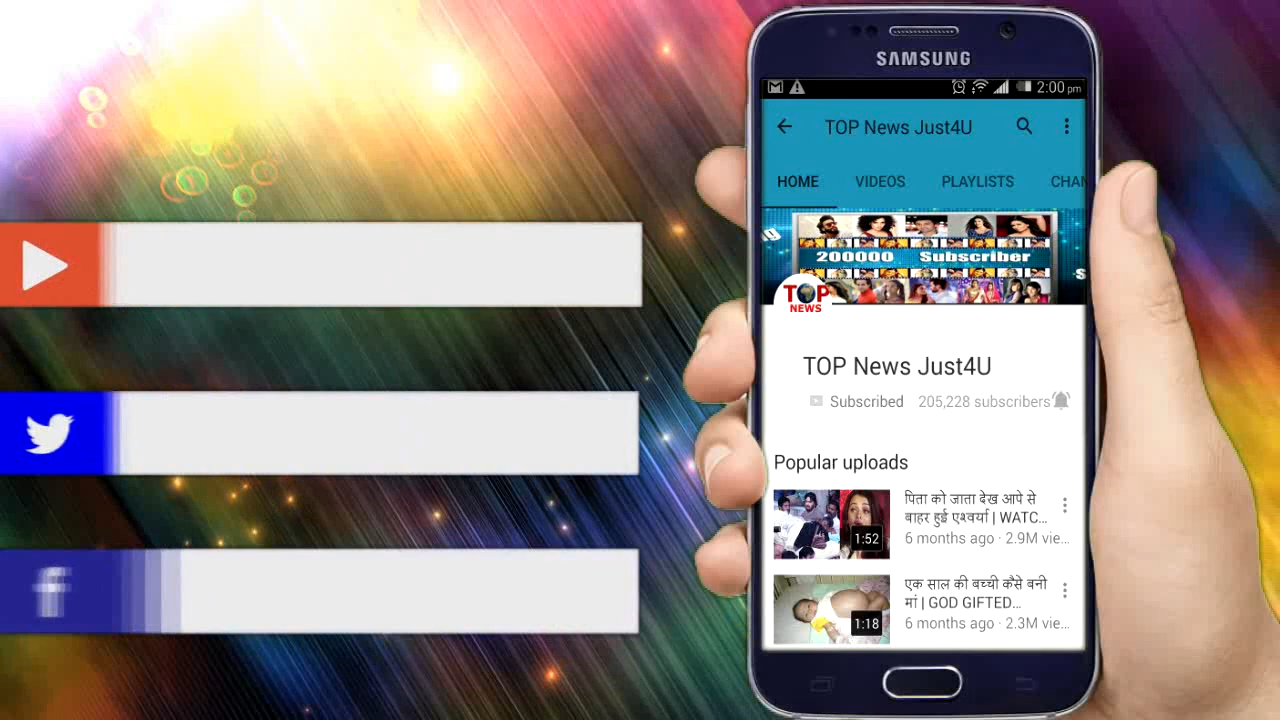 SAMSUNG
2:00 pm
TOP News Just4U
HOME VIDEOS PLAYLISTS CHAN
200000 Subscriber
TOP
NEWS
TOP News Just4U
Subscribed 205,228 subscribers
Popular uploads
पिता को जाता देख आपे से
बाहर हुई एश्वर्या | WATC...
1:52
6 months ago · 2.9M vie...
एक साल की बच्ची कैसे बनी
मां | GOD GIFTED...
1:18
6 months ago · 2.3M vie...